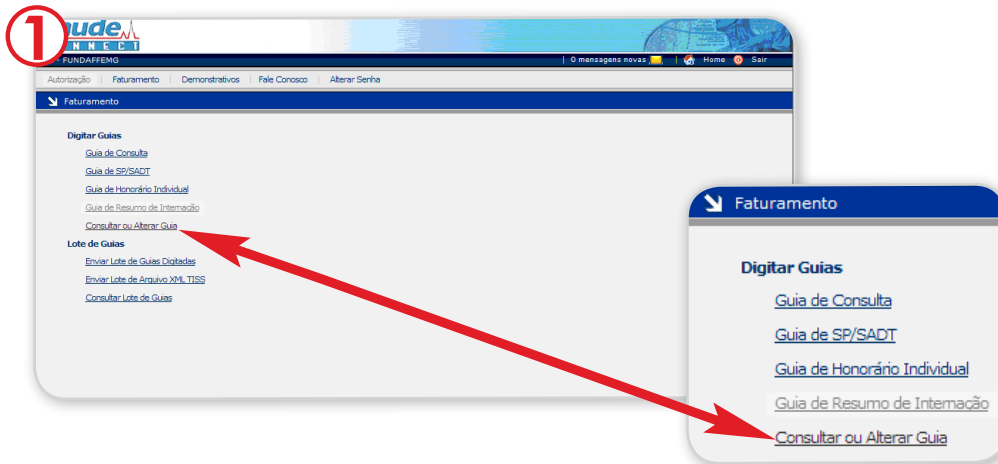 1
aude
CONNECT
- FUNDAFFEMG
| 0 mensagens novas | Home Sair
Autorização | Faturamento | Demonstrativos | Fale Conosco | Alterar Senha
Faturamento
Digitar Guias
Guia de Consulta
Guia de SP/SADT
Guia de Honorário Individual
Guia de Resumo de Internação
Consultar ou Alterar Guia
Lote de Guias
Enviar Lote de Guias Digitadas
Enviar Lote de Arquivo XML TISS
Consultar Lote de Guias
Faturamento
Digitar Guias
Guia de Consulta
Guia de SP/SADT
Guia de Honorário Individual
Guia de Resumo de Internação
Consultar ou Alterar Guia